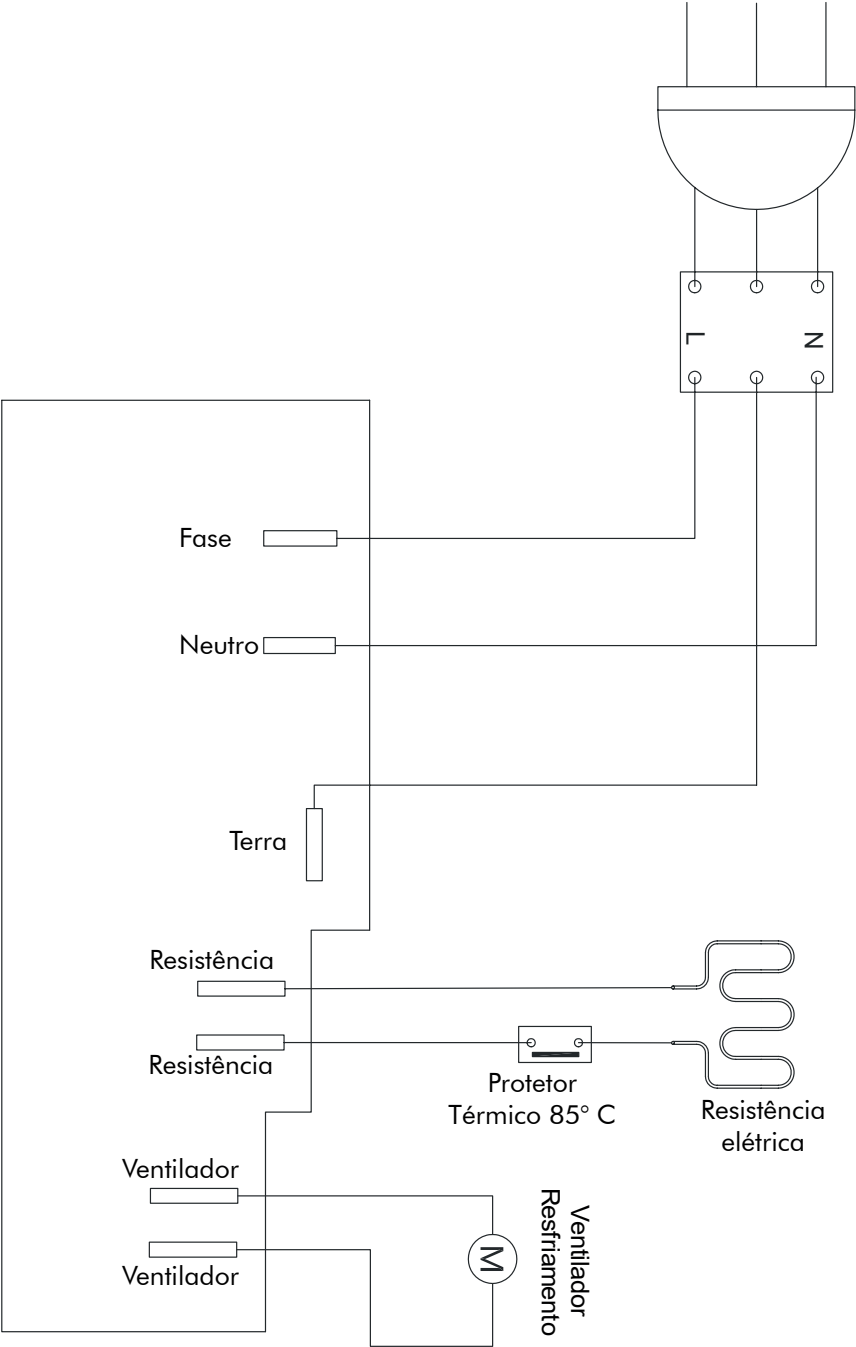 L
N
Fase
Neutro
Terra
Resistência
Resistência
Protetor
Térmico 85° C
Resistência
elétrica
Ventilador
Ventilador
M
Ventilador
Resfriamento